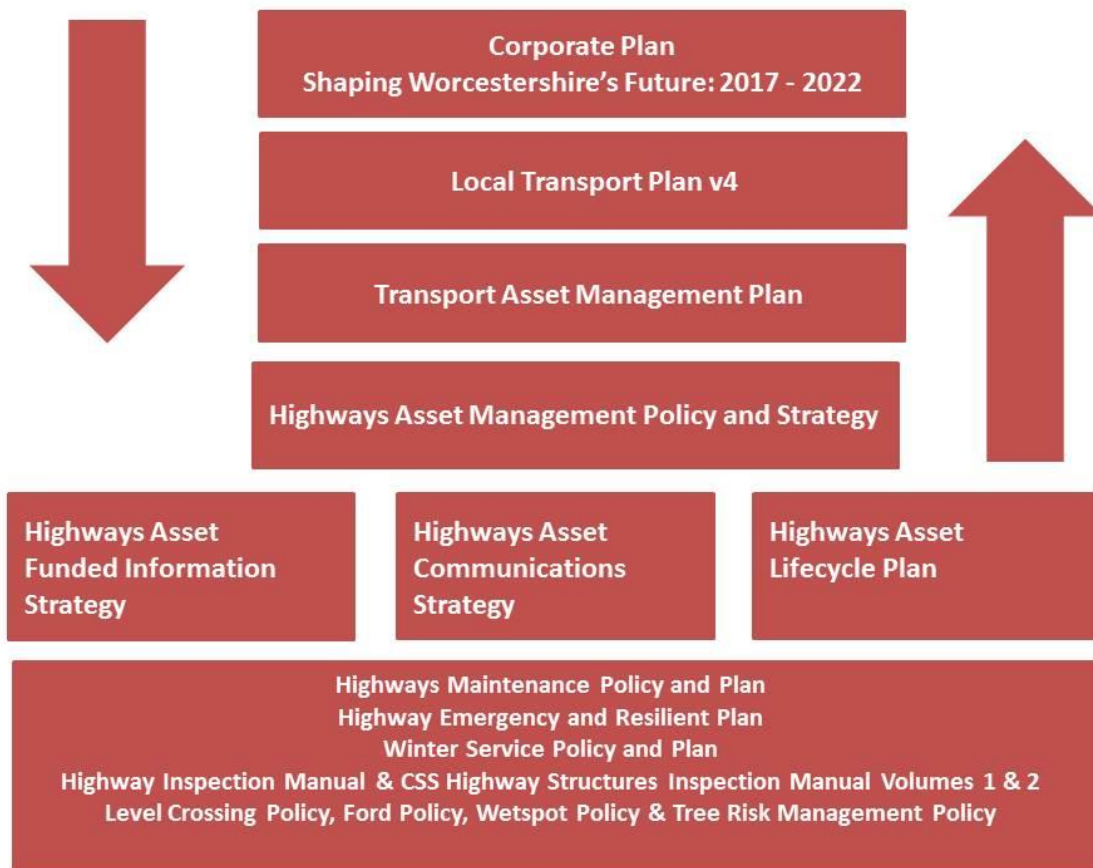 Corporate Plan
Shaping Worcestershire's Future: 2017 - 2022
Local Transport Plan v4
Transport Asset Management Plan
Highways Asset Management Policy and Strategy
Highways Asset
Funded Information
Strategy
Highways Asset
Communications
Strategy
Highways Asset
Lifecycle Plan
Highways Maintenance Policy and Plan
Highway Emergency and Resilient Plan
Winter Service Policy and Plan
Highway Inspection Manual & CSS Highway Structures Inspection Manual Volumes 1 & 2
Level Crossing Policy, Ford Policy, Wetspot Policy & Tree Risk Management Policy